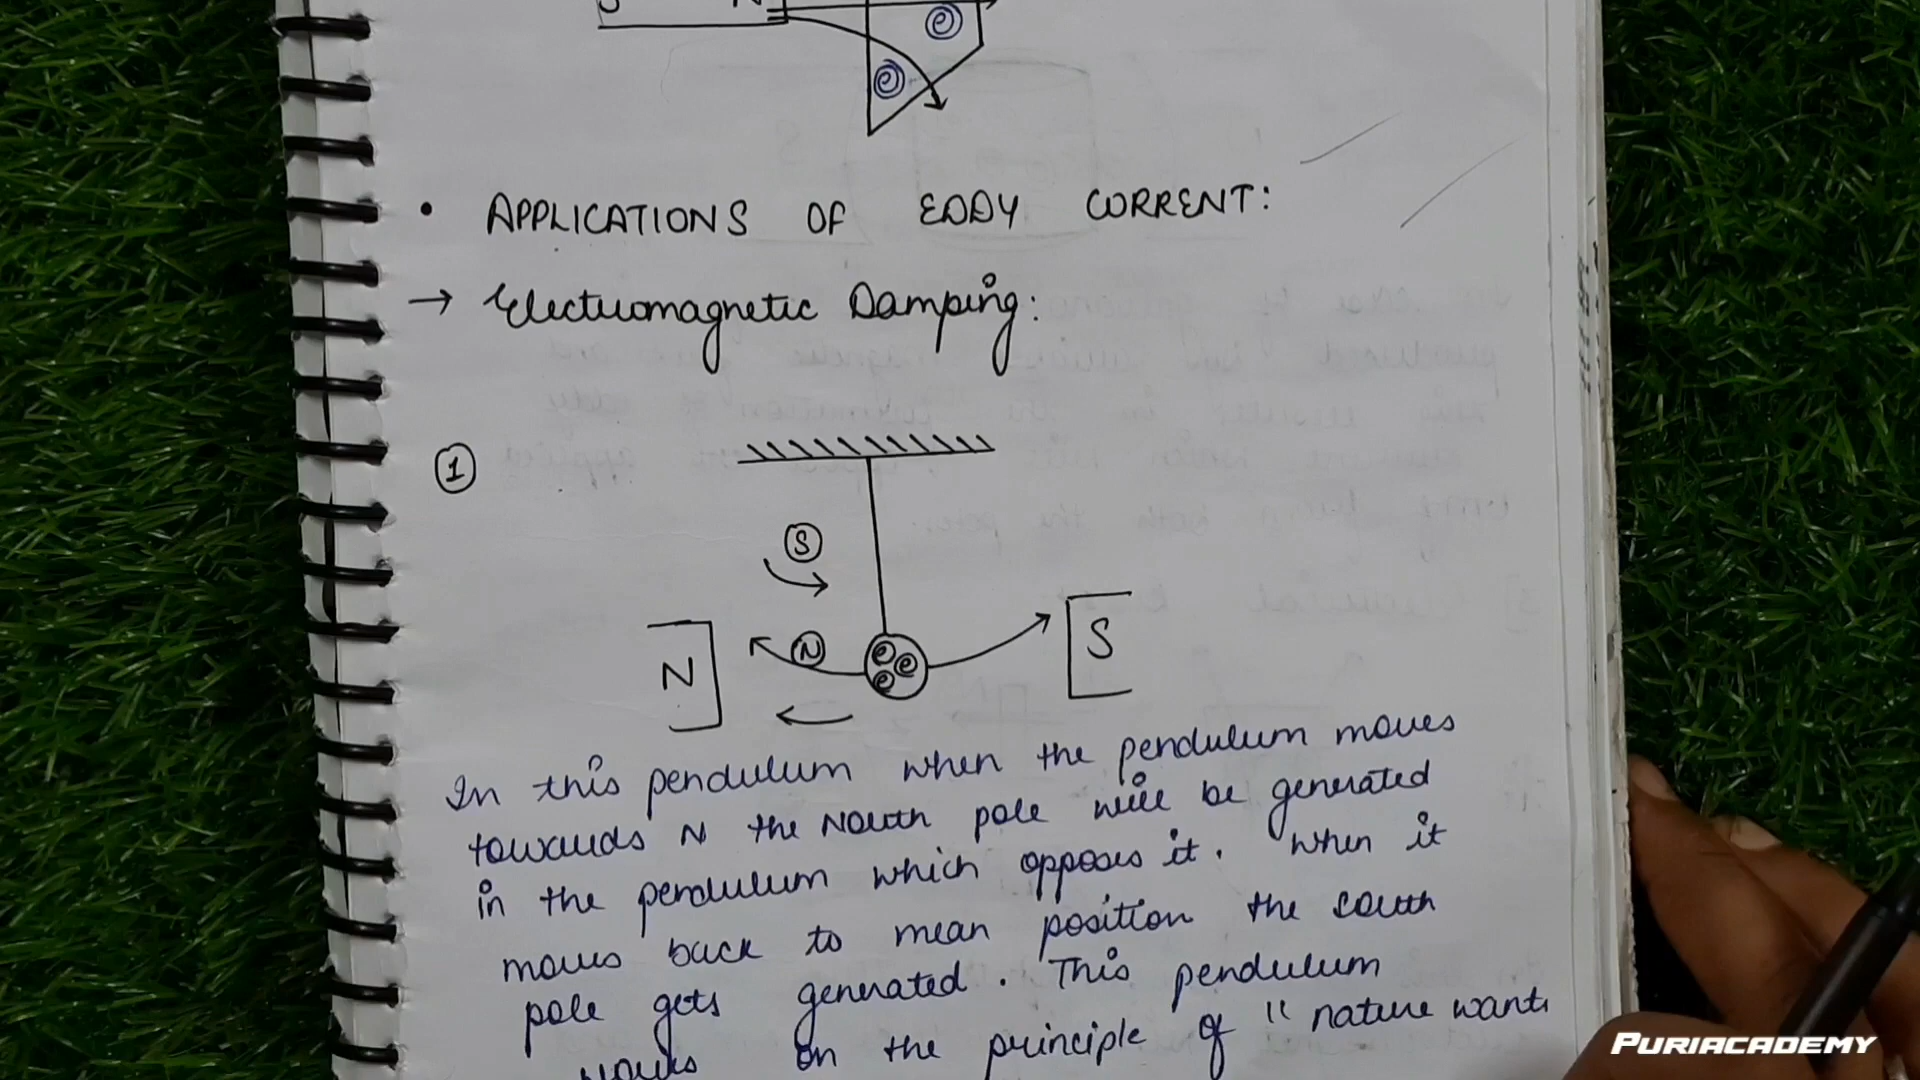 S N
e
e
• APPLICATIONS OF EDDY CURRENT:
→ Electromagnetic Damping:
1
S
N
N
S
e e e
In this pendulum when the pendulum moves
towards N the North pole will be generated
in the pendulum which opposes it. When it
moves back to mean position the south
pole gets generated. This pendulum
works on the principle of "nature wants
PURIACADEMY